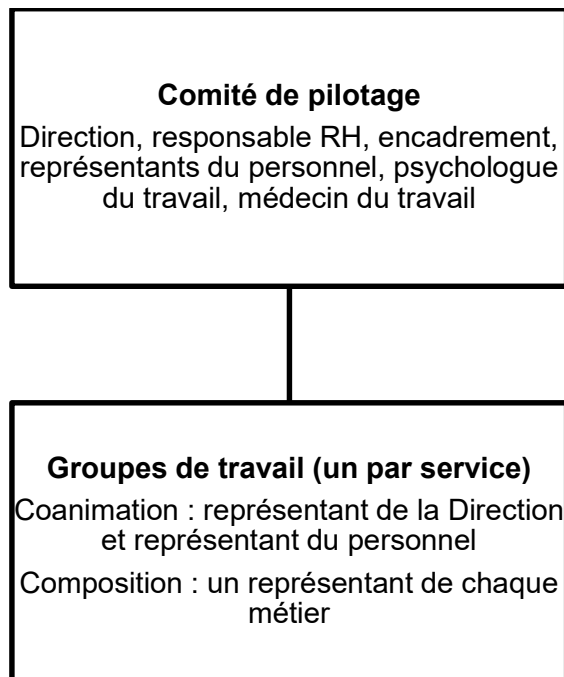 Comité de pilotage
Direction, responsable RH, encadrement,
représentants du personnel, psychologue
du travail, médecin du travail
Groupes de travail (un par service)
Coanimation : représentant de la Direction
et représentant du personnel
Composition : un représentant de chaque
métier